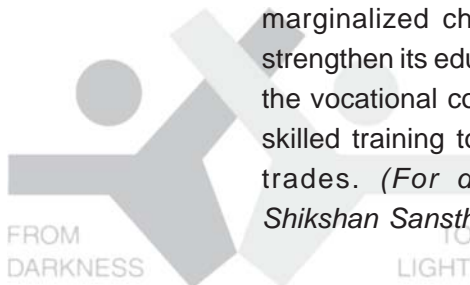 marginalized ch
strengthen its edu
the vocational co
skilled training to
trades. (For d
Shikshan Sansth
FROM
DARKNESS
TO
LIGHT